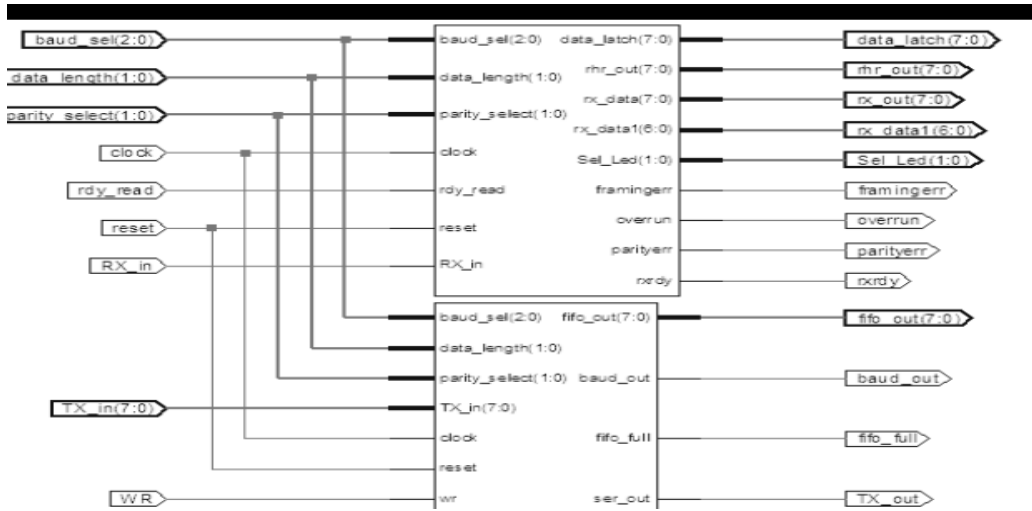 baud_sel(2:0) baud_sel(2:0) data_latch(7:0) data_latch(7:0)
data_length(1:0) data_length(1:0) rhr_out(7:0) rhr_out(7:0)
rx_data(7:0) rx_out(7:0)
parity_select(1:0) parity_select(1:0) rx_data1(6:0) rx_data1(6:0)
clock clock Sel_Led(1:0) Sel_Led(1:0)
rdy_read rdy_read framingerr framingerr
reset reset overrun overrun
RX_in RX_in parityerr parityerr
rxrdy rxrdy
baud_sel(2:0) fifo_out(7:0) fifo_out(7:0)
data_length(1:0)
parity_select(1:0) baud_out baud_out
TX_in(7:0) TX_in(7:0)
clock fifo_full fifo_full
reset
WR wr ser_out TX_out